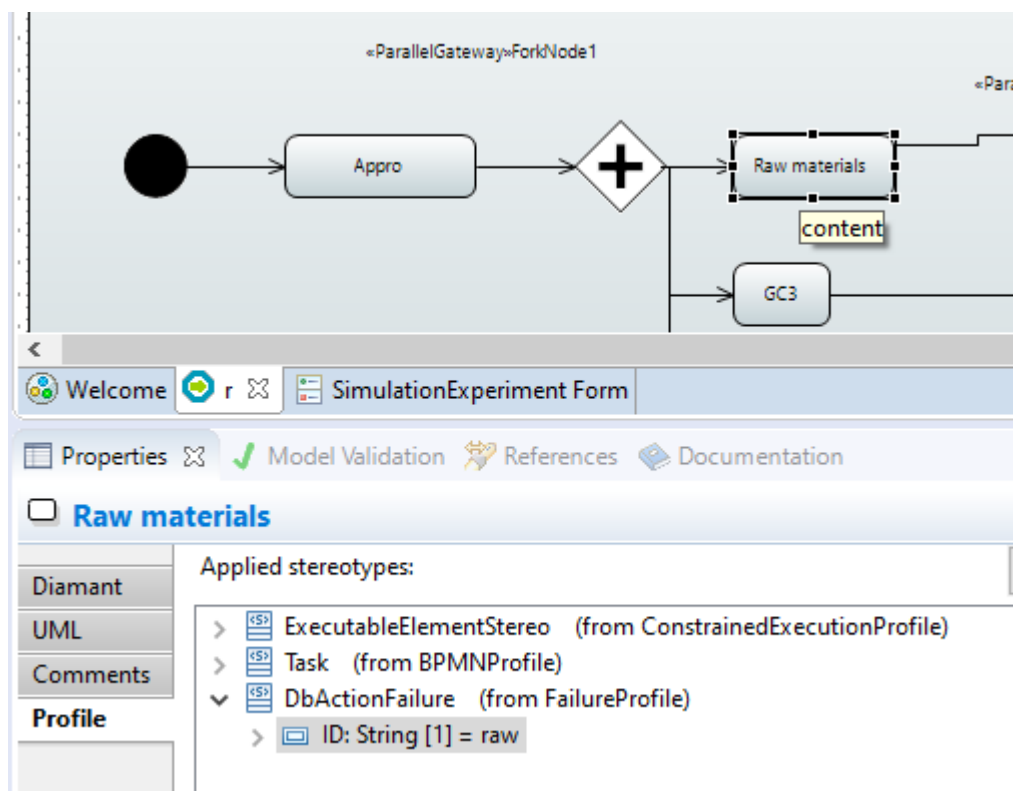 «ParallelGateway»ForkNode1
«Para
Appro
Raw materials
content
GC3
Welcome
r
SimulationExperiment Form
Properties
Model Validation
References
Documentation
Raw materials
Diamant
UML
Comments
Profile
Applied stereotypes:
ExecutableElementStereo (from ConstrainedExecutionProfile)
Task (from BPMNProfile)
DbActionFailure (from FailureProfile)
ID: String [1] = raw